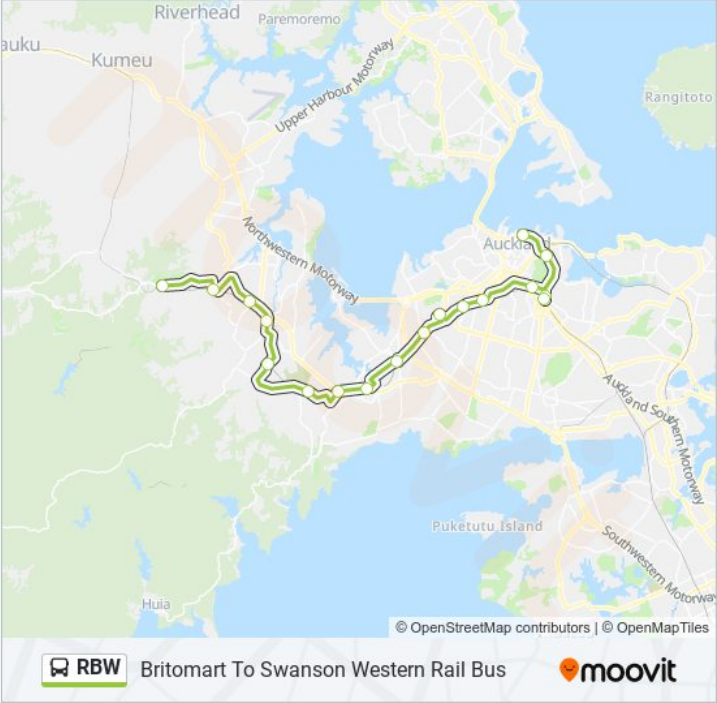 Riverhead
Paremoremo
auku
Kumeu
Upper Harbour Motorway
Rangitoto
Northwestern Motorway
Auckland
Auckland Southern Motorway
Puketutu Island
Southwestern Motorway
Huia
© OpenStreetMap contributors | © OpenMapTiles
RBW Britomart To Swanson Western Rail Bus moovit